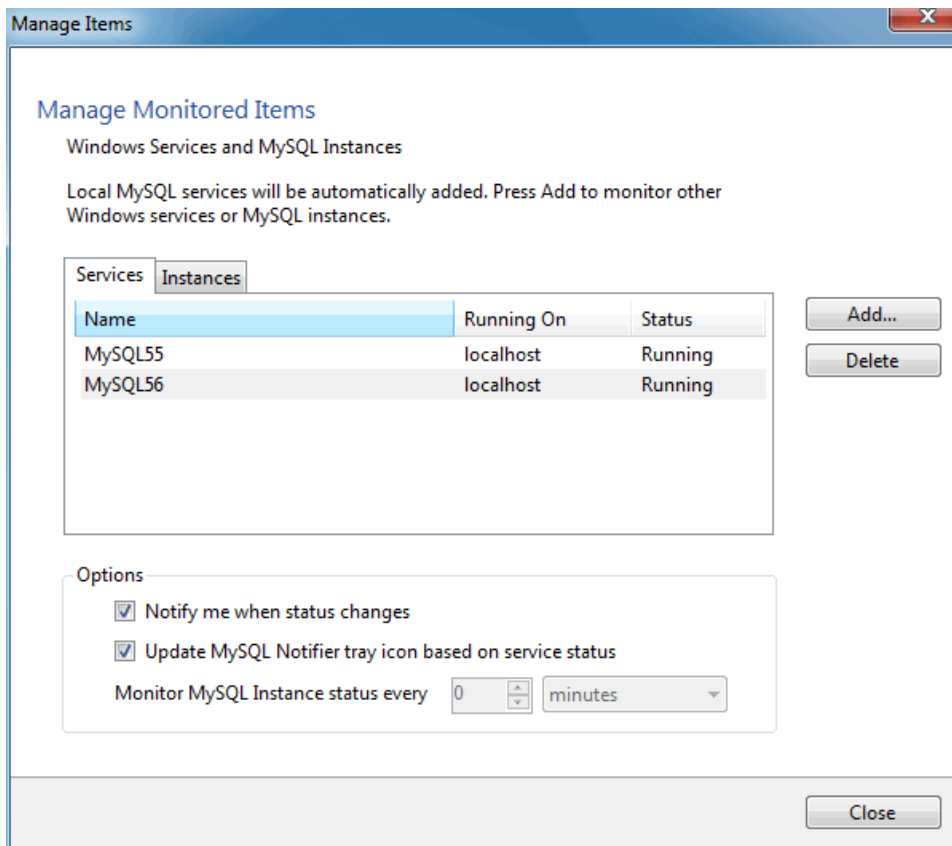 Manage Items
Manage Monitored Items
Windows Services and MySQL Instances
Local MySQL services will be automatically added. Press Add to monitor other
Windows services or MySQL instances.
Services Instances
Name Running On Status
Add...
MySQL55 localhost Running
Delete
MySQL56 localhost Running
Options
Notify me when status changes
Update MySQL Notifier tray icon based on service status
Monitor MySQL Instance status every 0 minutes
Close